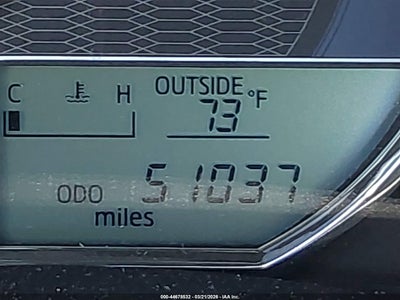 OUTSIDE
C H 73 °F
ODO 51037
miles
000-44678532 - 03/21/2026 - IAA Inc.